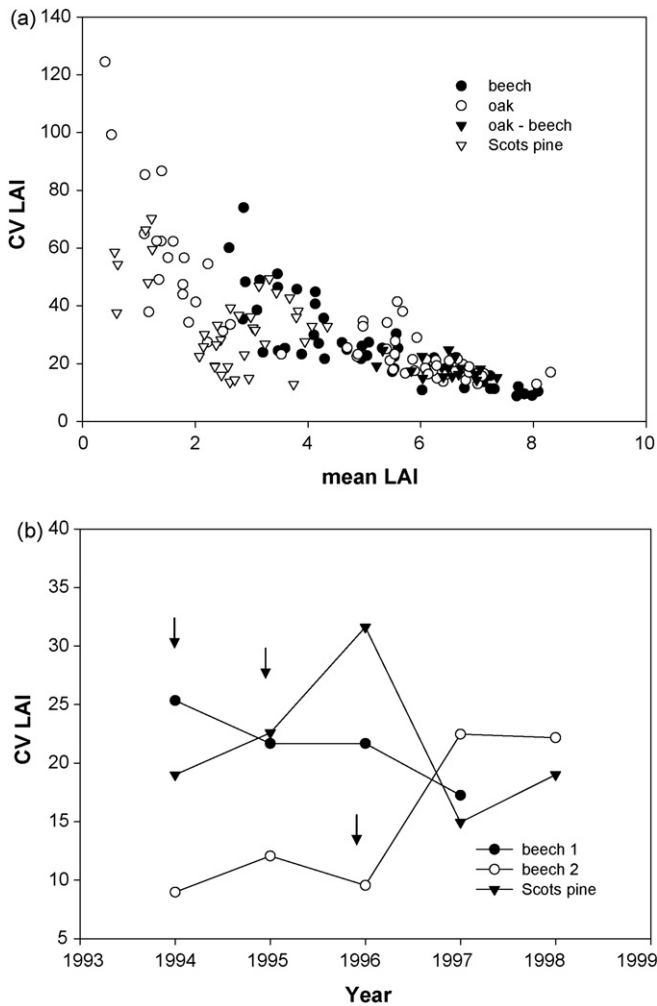 (a)
140
120
100
80
60
40
20
0
CV LAI
beech
oak
oak - beech
Scots pine
0 2 4 6 8 10
mean LAI
(b)
40
35
30
25
20
15
10
5
CV LAI
beech 1
beech 2
Scots pine
1993 1994 1995 1996 1997 1998 1999
Year